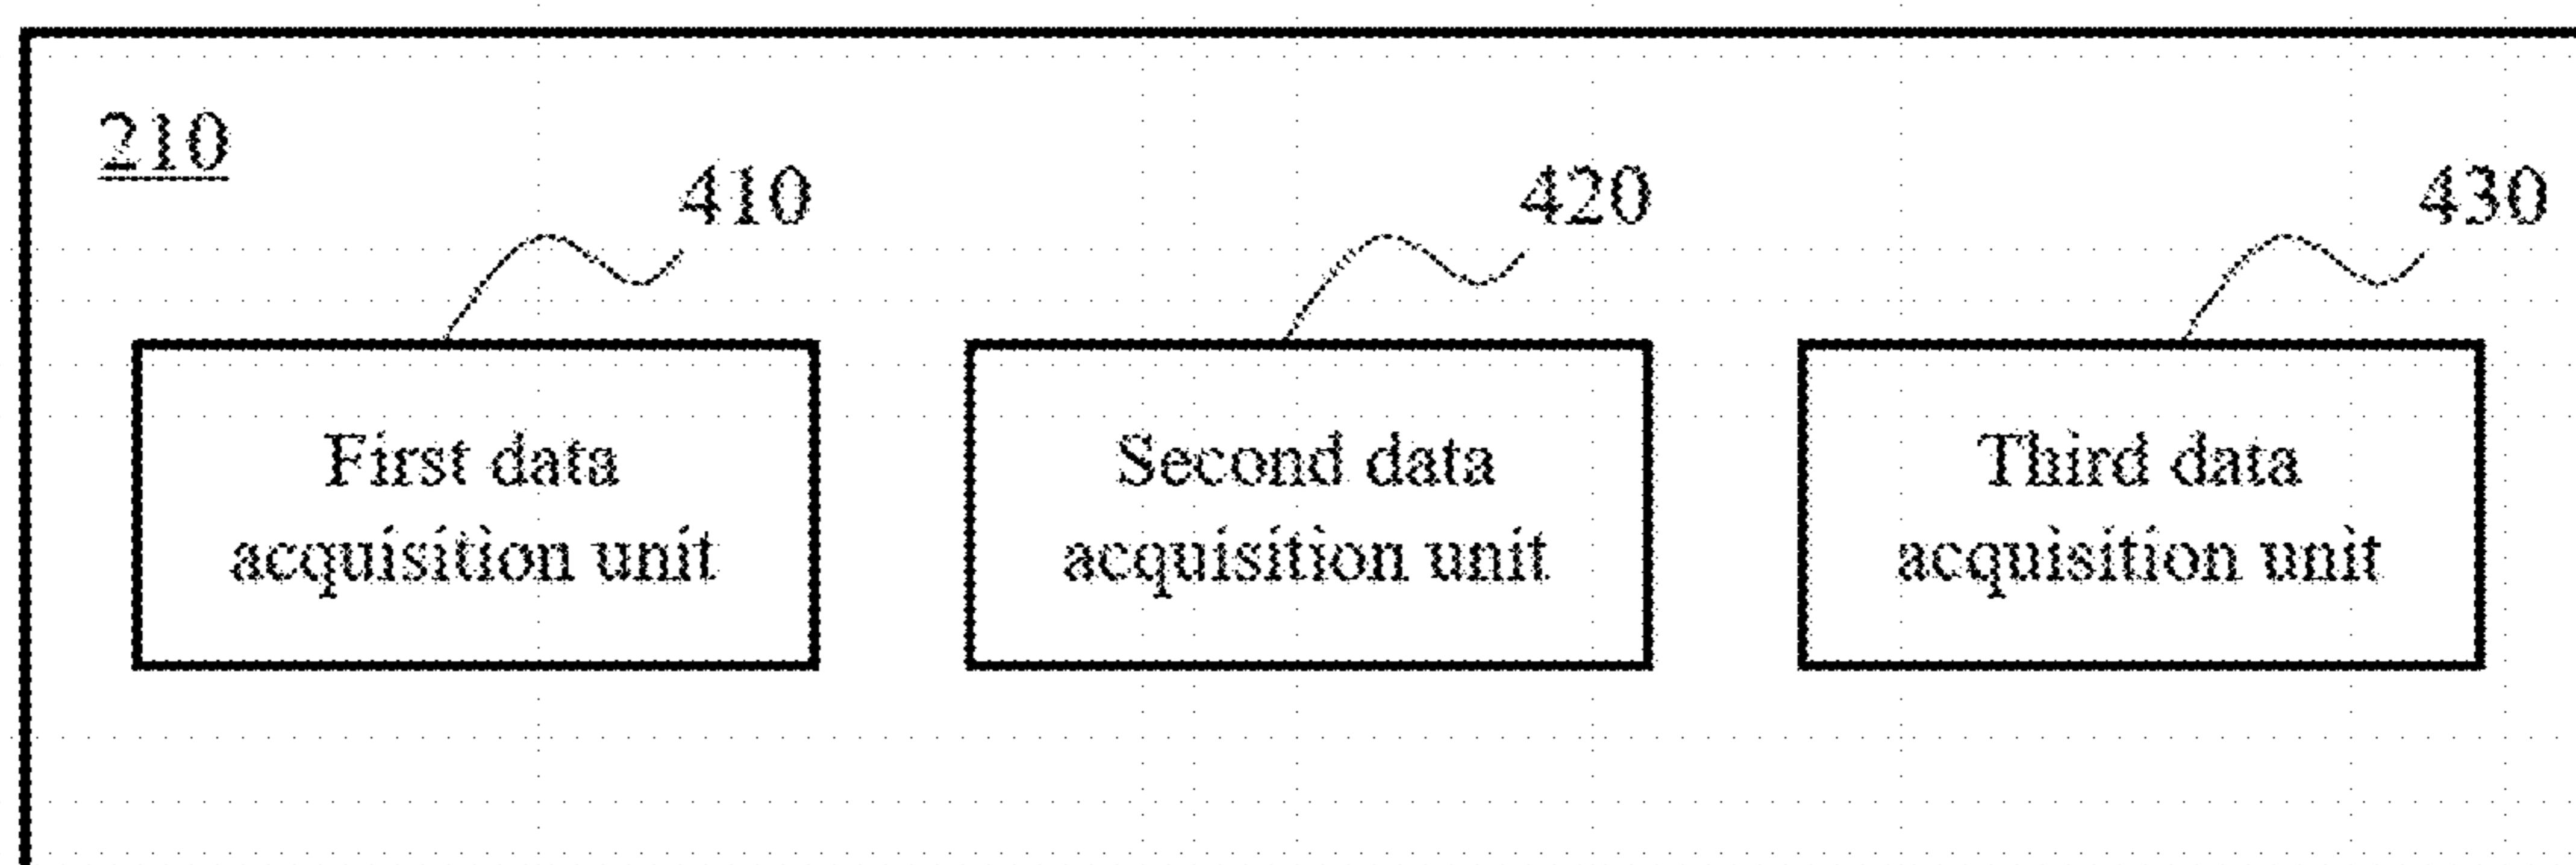 210
410
420
430
First data
acquisition unit
Second data
acquisition unit
Third data
acquisition unit